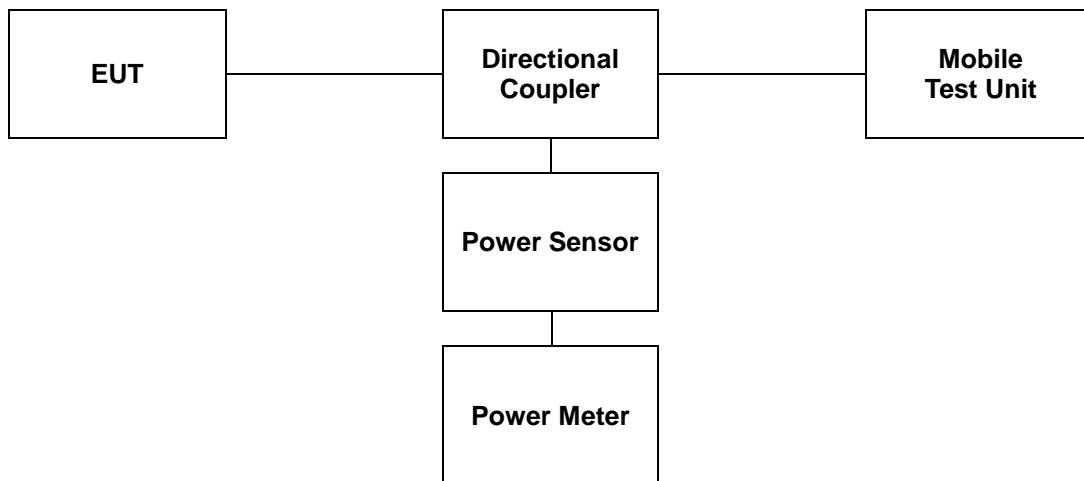 EUT
Directional
Coupler
Mobile
Test Unit
Power Sensor
Power Meter